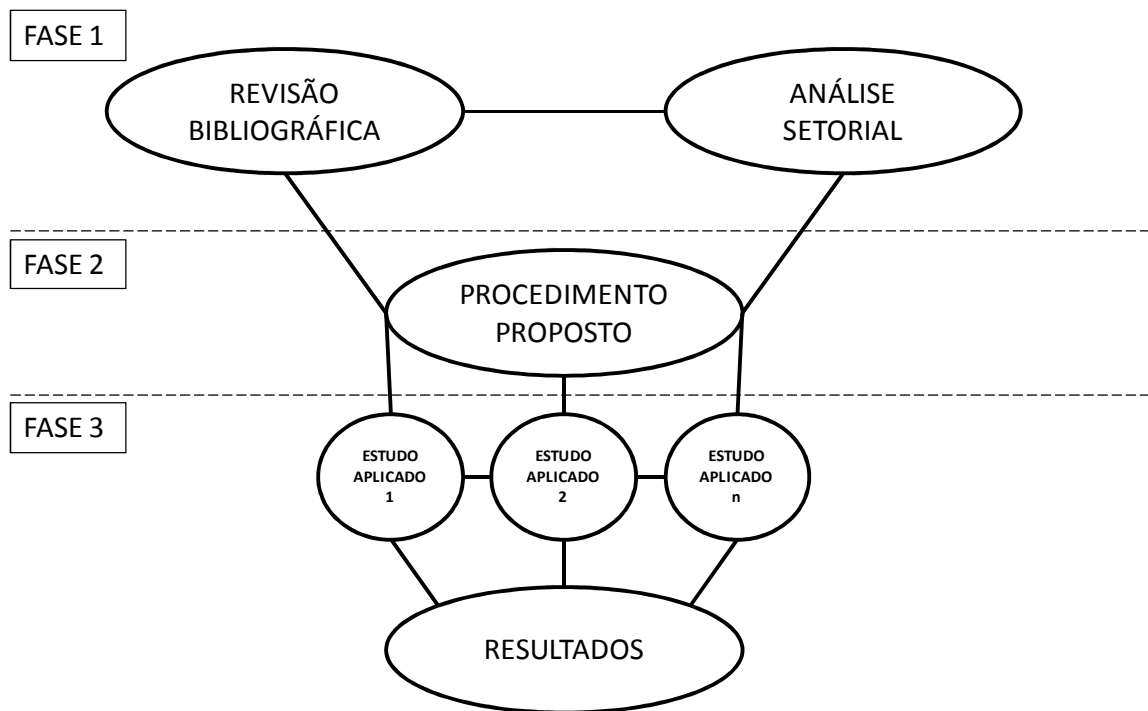 FASE 1
REVISÃO
BIBLIOGRÁFICA
ANÁLISE
SETORIAL
FASE 2
PROCEDIMENTO
PROPOSTO
FASE 3
ESTUDO
APLICADO
1
ESTUDO
APLICADO
2
ESTUDO
APLICADO
n
RESULTADOS